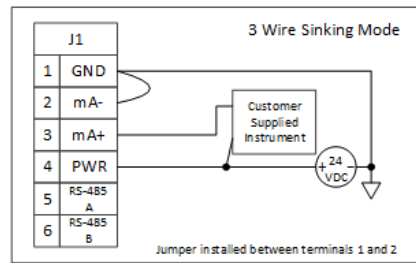 3 Wire Sinking Mode
J1
1 GND
2 mA-
3 mA+
4 PWR
5 RS-485
A
6 RS-485
B
Customer
Supplied
Instrument
+ 24 -
VDC
Jumper installed between terminals 1 and 2